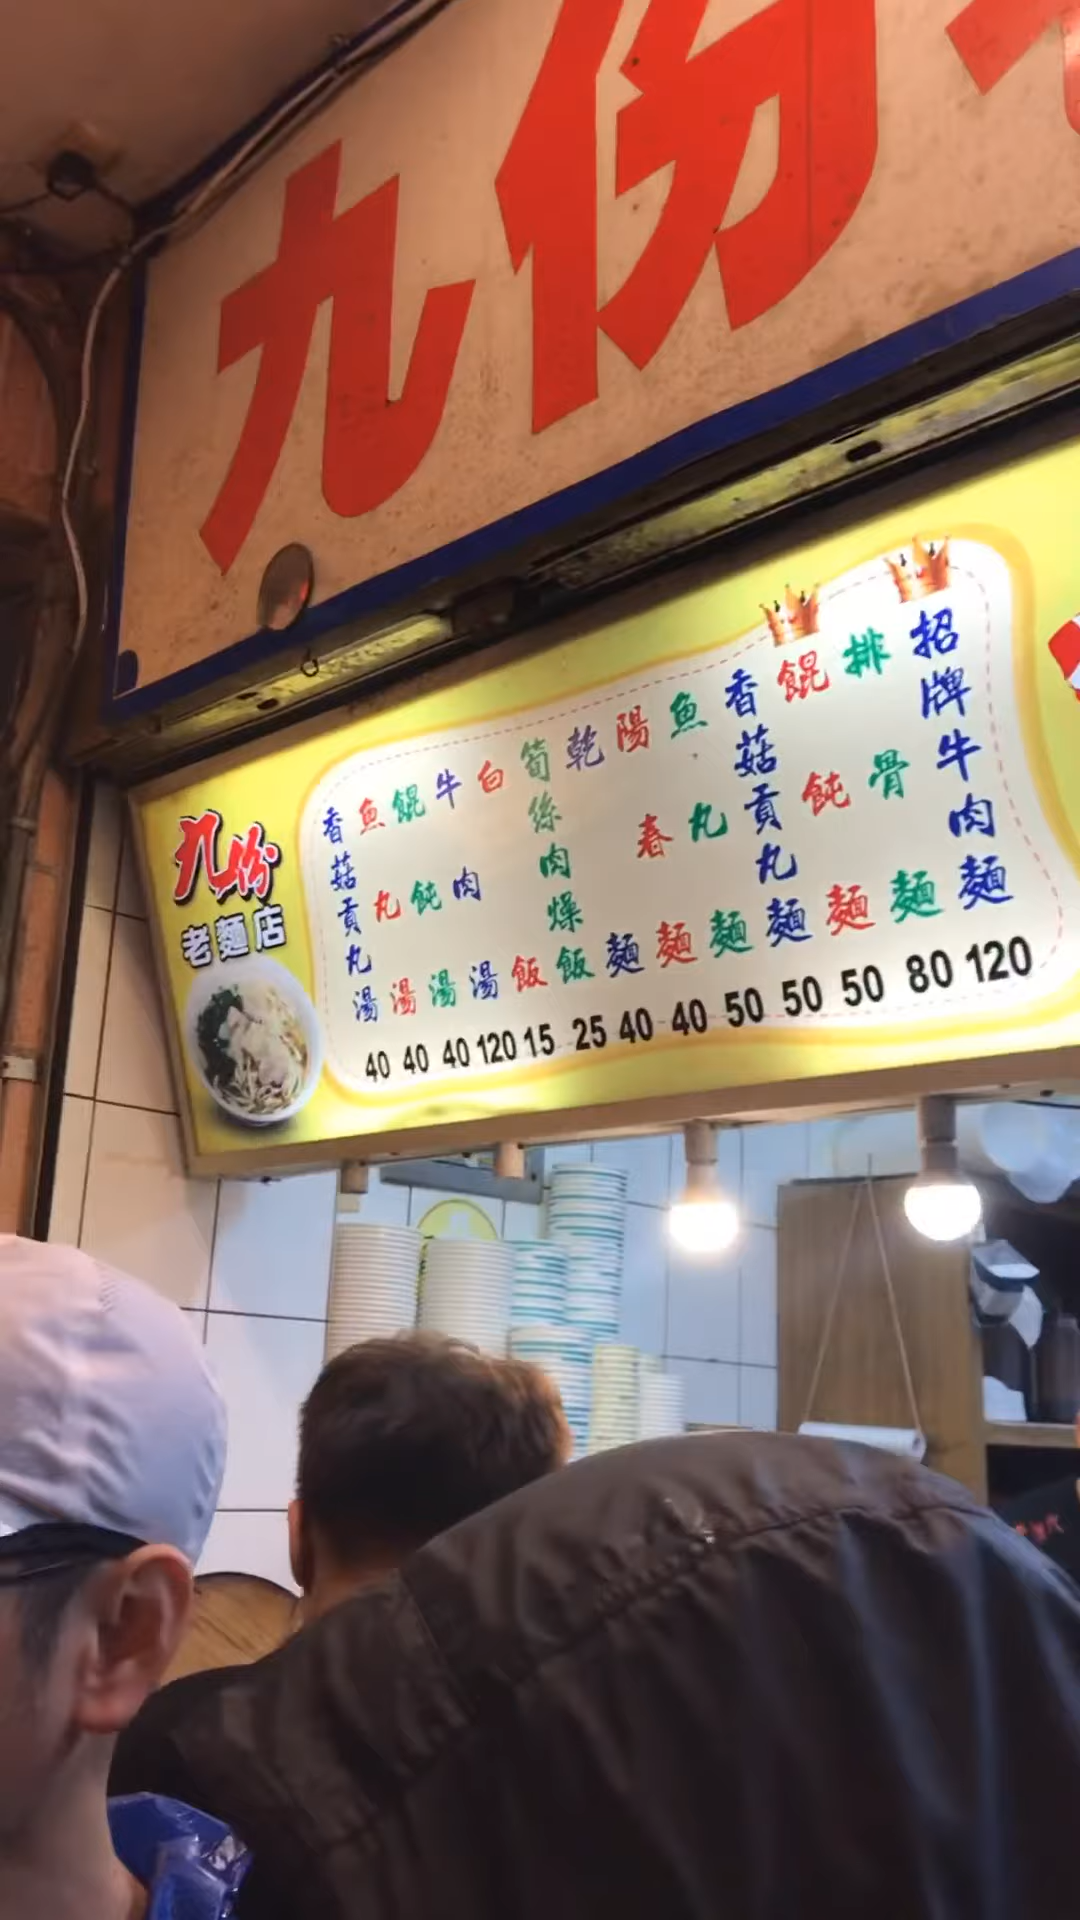 九份
招牌牛肉麵 120
排骨麵 80
餛飩麵 50
香菇貢丸麵 50
魚丸麵 50
陽春麵 40
乾麵 40
筍絲肉燥飯 25
白飯 15
牛肉湯 120
餛飩湯 40
魚丸湯 40
香菇貢丸湯 40
九份
老麵店